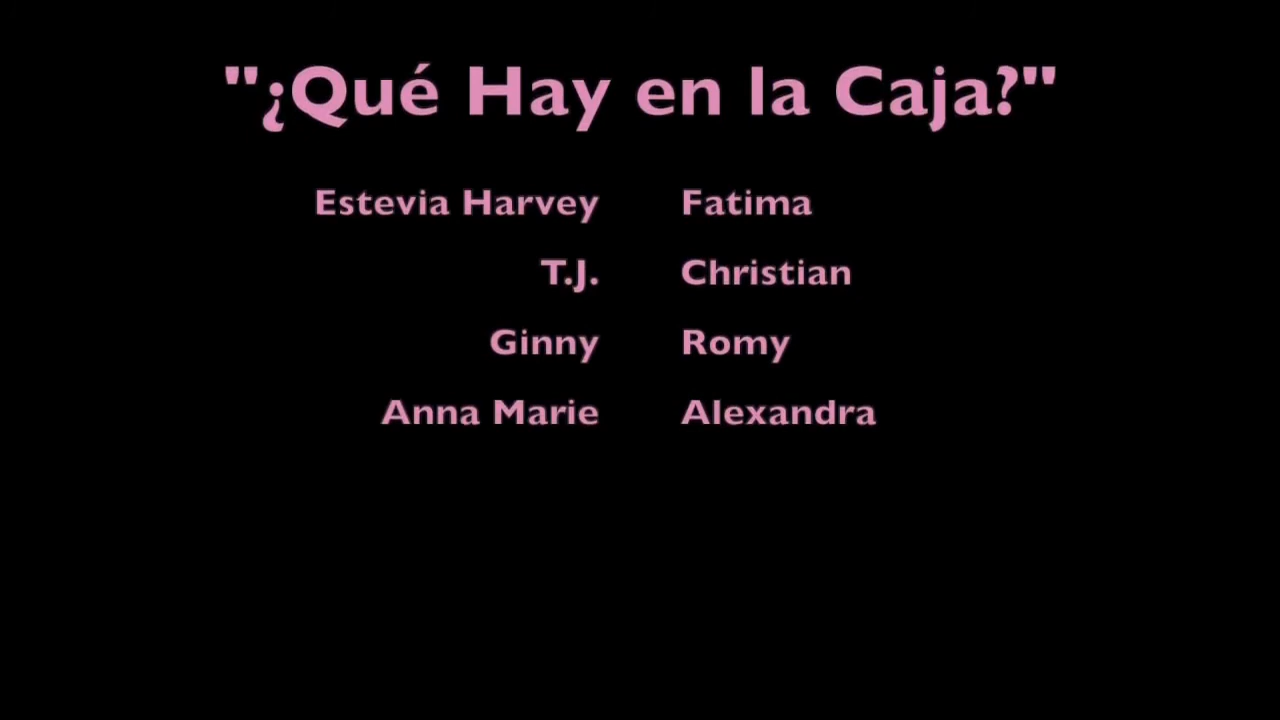 "¿Qué Hay en la Caja?"
Estevia Harvey Fatima
T.J. Christian
Ginny Romy
Anna Marie Alexandra